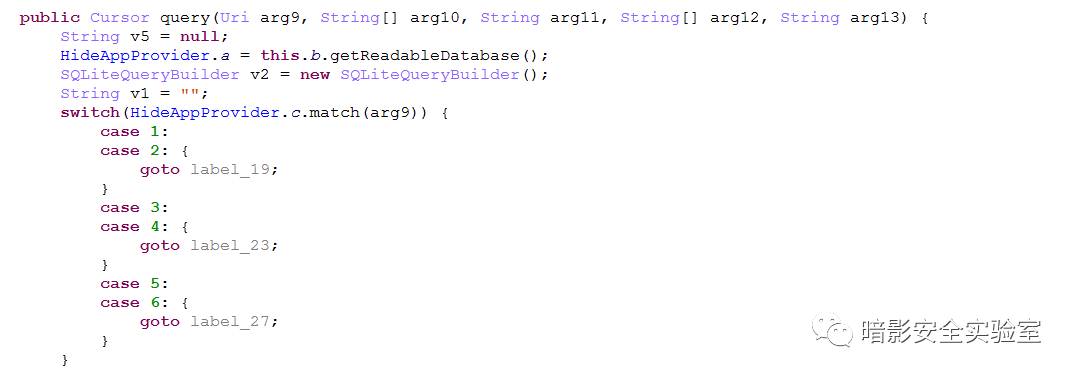 public Cursor query(Uri arg9, String[] arg10, String arg11, String[] arg12, String arg13) {
    String v5 = null;
    HideAppProvider.a = this.b.getReadableDatabase();
    SQLiteQueryBuilder v2 = new SQLiteQueryBuilder();
    String v1 = "";
    switch(HideAppProvider.c.match(arg9)) {
        case 1:
        case 2: {
            goto label_19;
        }
        case 3:
        case 4: {
            goto label_23;
        }
        case 5:
        case 6: {
            goto label_27;
        }
    }
暗影安全实验室